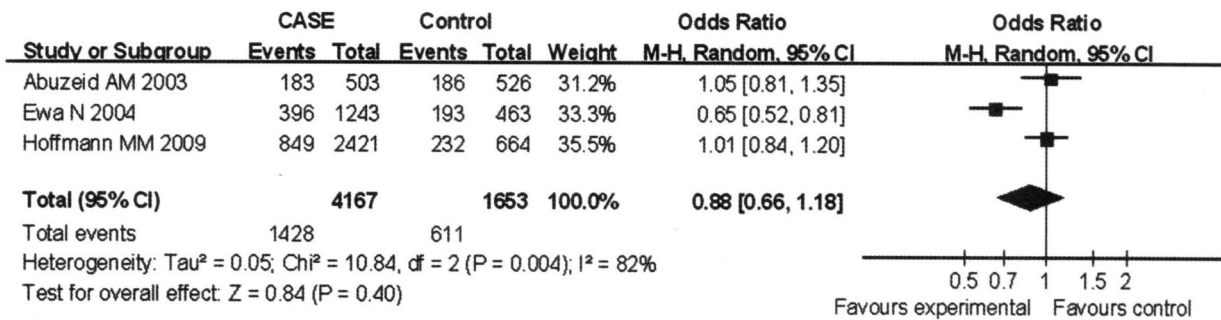 CASE Control Odds Ratio Odds Ratio
Study or Subgroup Events Total Events Total Weight M-H, Random, 95% CI M-H, Random, 95% CI
Abuzeid AM 2003 183 503 186 526 31.2% 1.05 [0.81, 1.35]
Ewa N 2004 396 1243 193 463 33.3% 0.65 [0.52, 0.81]
Hoffmann MM 2009 849 2421 232 664 35.5% 1.01 [0.84, 1.20]
Total (95% CI) 4167 1653 100.0% 0.88 [0.66, 1.18]
Total events 1428 611
Heterogeneity: Tau² = 0.05; Chi² = 10.84, df = 2 (P = 0.004); I² = 82%
Test for overall effect: Z = 0.84 (P = 0.40)
0.5 0.7 1 1.5 2
Favours experimental Favours control